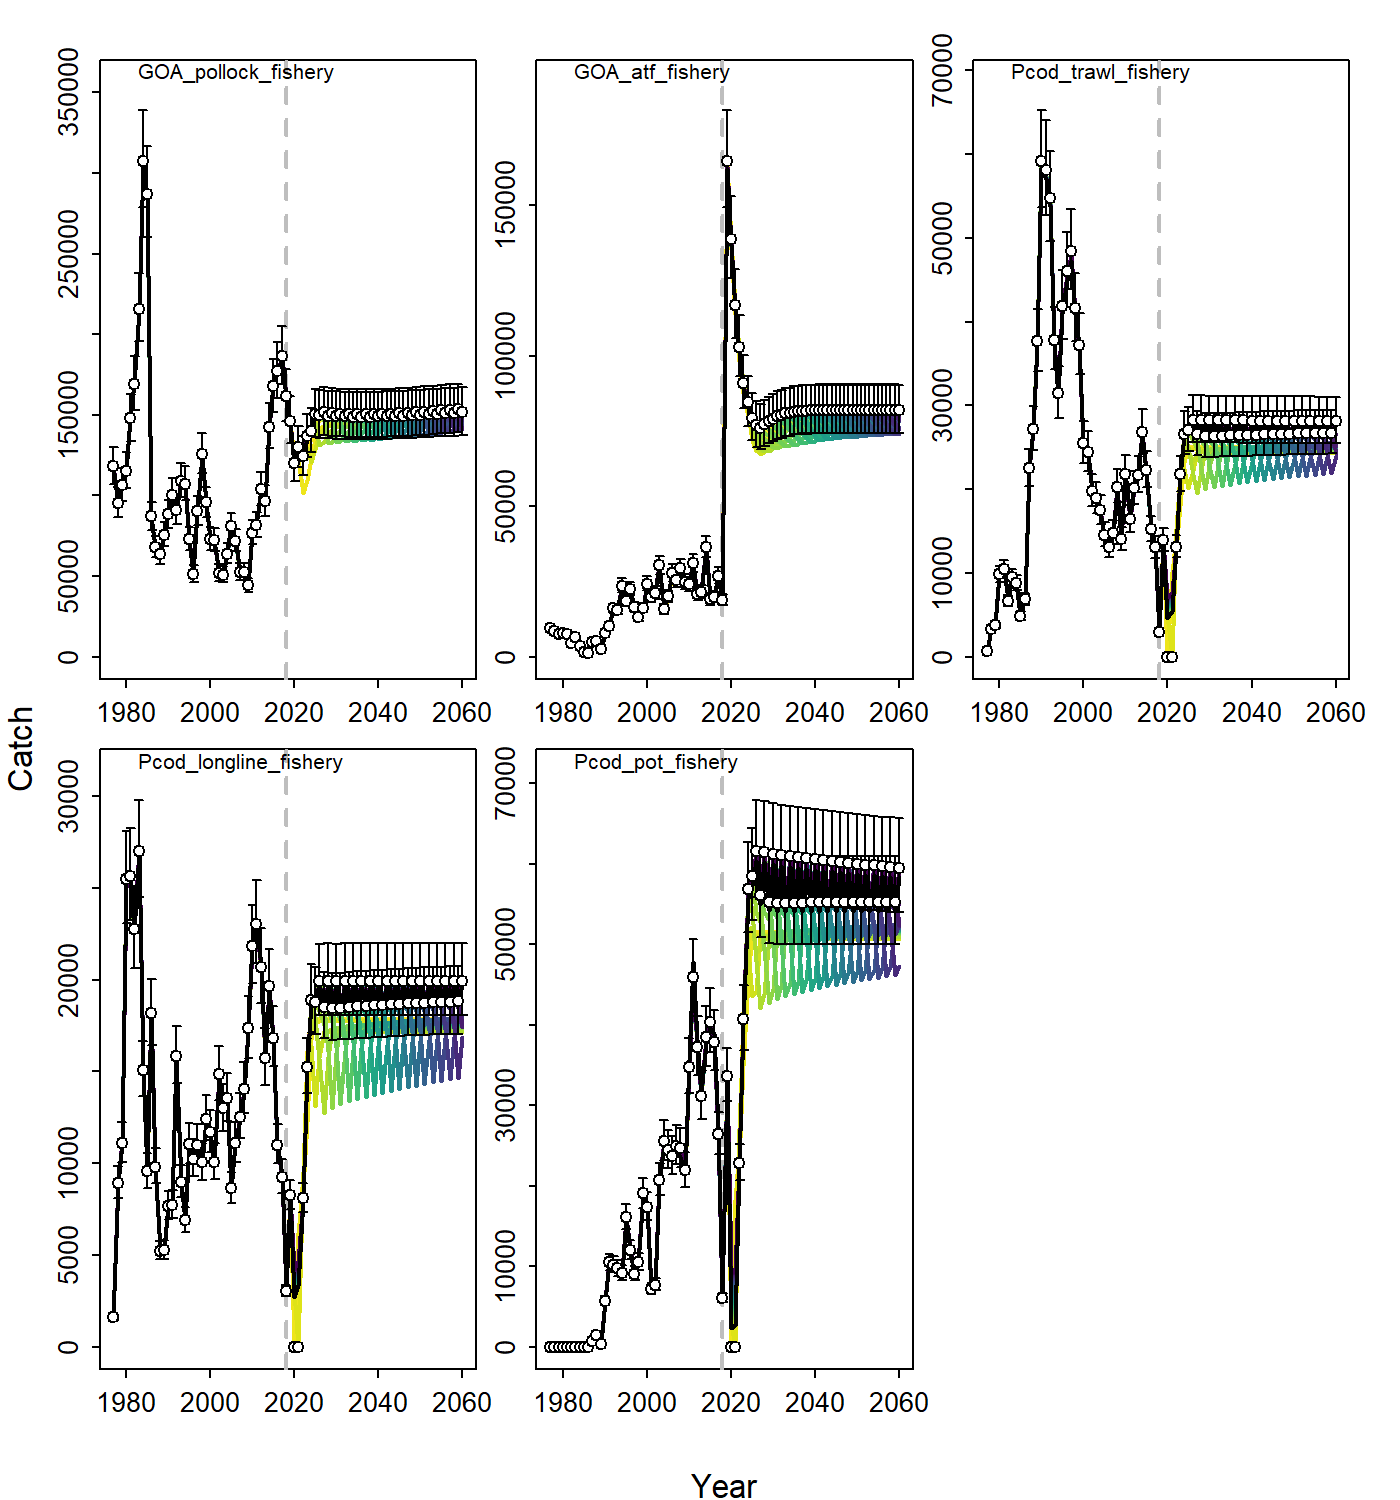 GOA_pollock_fishery
0
50000
150000
250000
350000
1980 2000 2020 2040 2060
GOA_atf_fishery
0
50000
100000
150000
1980 2000 2020 2040 2060
Pcod_trawl_fishery
0
10000
30000
50000
70000
1980 2000 2020 2040 2060
Catch
Pcod_longline_fishery
0
5000
10000
20000
30000
1980 2000 2020 2040 2060
Pcod_pot_fishery
0
10000
30000
50000
70000
1980 2000 2020 2040 2060
Year